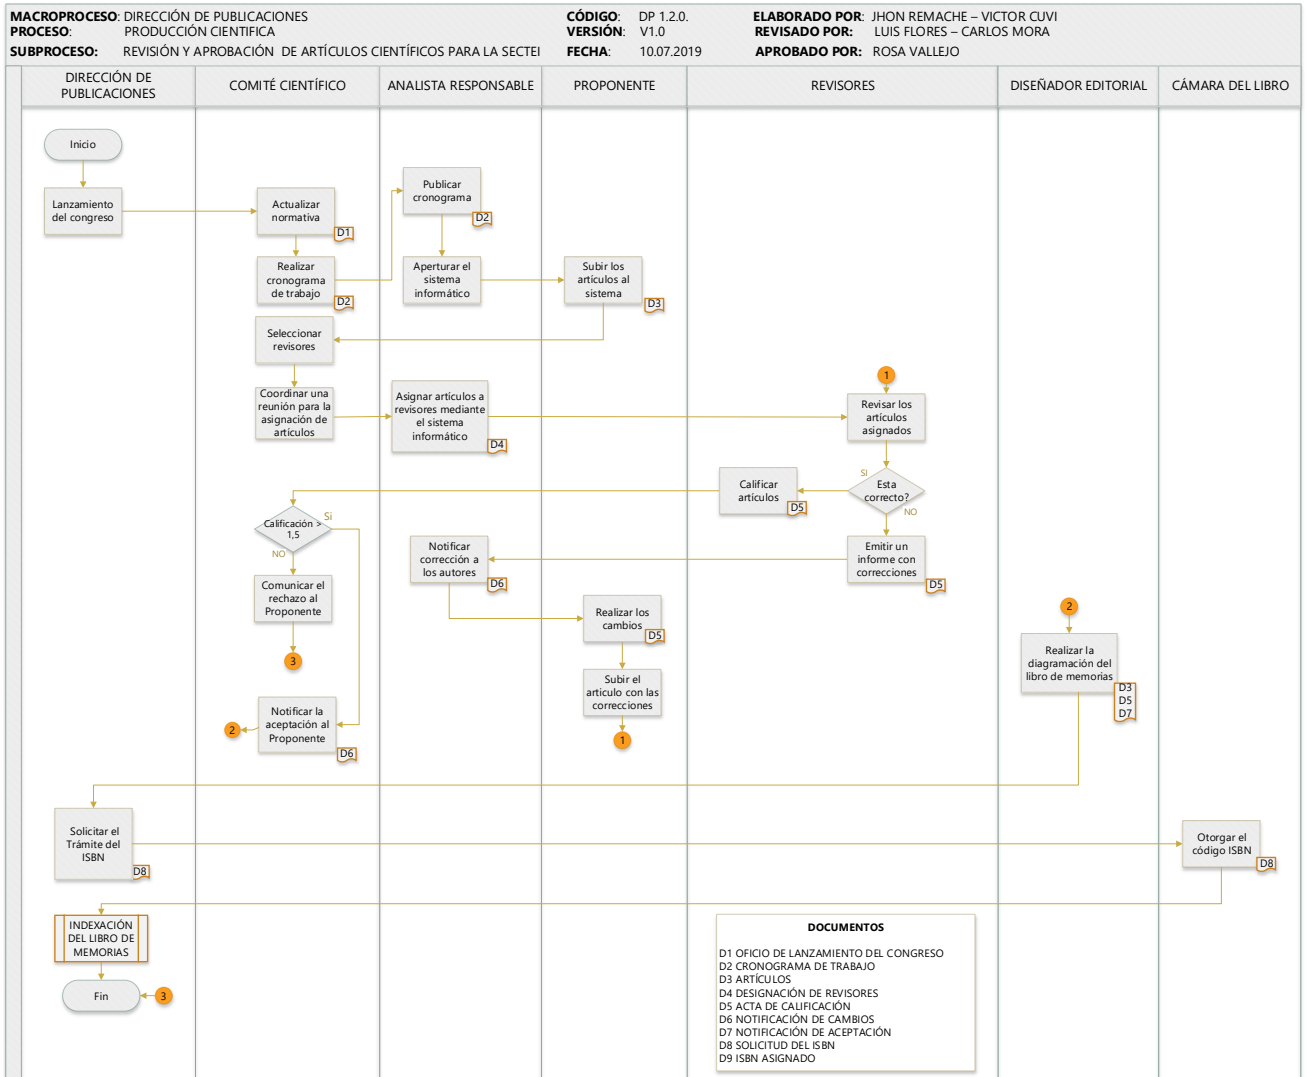 MACROPROCESO: DIRECCIÓN DE PUBLICACIONES
PROCESO: PRODUCCIÓN CIENTIFICA
SUBPROCESO: REVISIÓN Y APROBACIÓN DE ARTÍCULOS CIENTÍFICOS PARA LA SECTEI
CÓDIGO: DP 1.2.0.
VERSIÓN: V1.0
FECHA: 10.07.2019
ELABORADO POR: JHON REMACHE – VICTOR CUVI
REVISADO POR: LUIS FLORES – CARLOS MORA
APROBADO POR: ROSA VALLEJO
DIRECCIÓN DE
PUBLICACIONES
COMITÉ CIENTÍFICO
ANALISTA RESPONSABLE
PROPONENTE
REVISORES
DISEÑADOR EDITORIAL
CÁMARA DEL LIBRO
Inicio
Lanzamiento
del congreso
Actualizar
normativa
D1
Realizar
cronograma
de trabajo
D2
Publicar
cronograma
D2
Aperturar el
sistema
informático
Subir los
artículos al
sistema
D3
Seleccionar
revisores
Coordinar una
reunión para la
asignación de
artículos
Asignar artículos a
revisores mediante
el sistema
informático
D4
1
Revisar los
artículos
asignados
Esta
correcto?
SI
NO
Calificar
artículos
D5
Emitir un
informe con
correcciones
D5
Calificación >
1,5
Si
NO
Comunicar el
rechazo al
Proponente
3
Notificar
corrección a
los autores
D6
Realizar los
cambios
D5
Subir el
articulo con las
correcciones
1
Notificar la
aceptación al
Proponente
D6
2
2
Realizar la
diagramación del
libro de memorias
D3
D5
D7
Solicitar el
Trámite del
ISBN
D8
Otorgar el
código ISBN
D8
INDEXACIÓN
DEL LIBRO DE
MEMORIAS
Fin
3
DOCUMENTOS
D1 OFICIO DE LANZAMIENTO DEL CONGRESO
D2 CRONOGRAMA DE TRABAJO
D3 ARTÍCULOS
D4 DESIGNACIÓN DE REVISORES
D5 ACTA DE CALIFICACIÓN
D6 NOTIFICACIÓN DE CAMBIOS
D7 NOTIFICACIÓN DE ACEPTACIÓN
D8 SOLICITUD DEL ISBN
D9 ISBN ASIGNADO